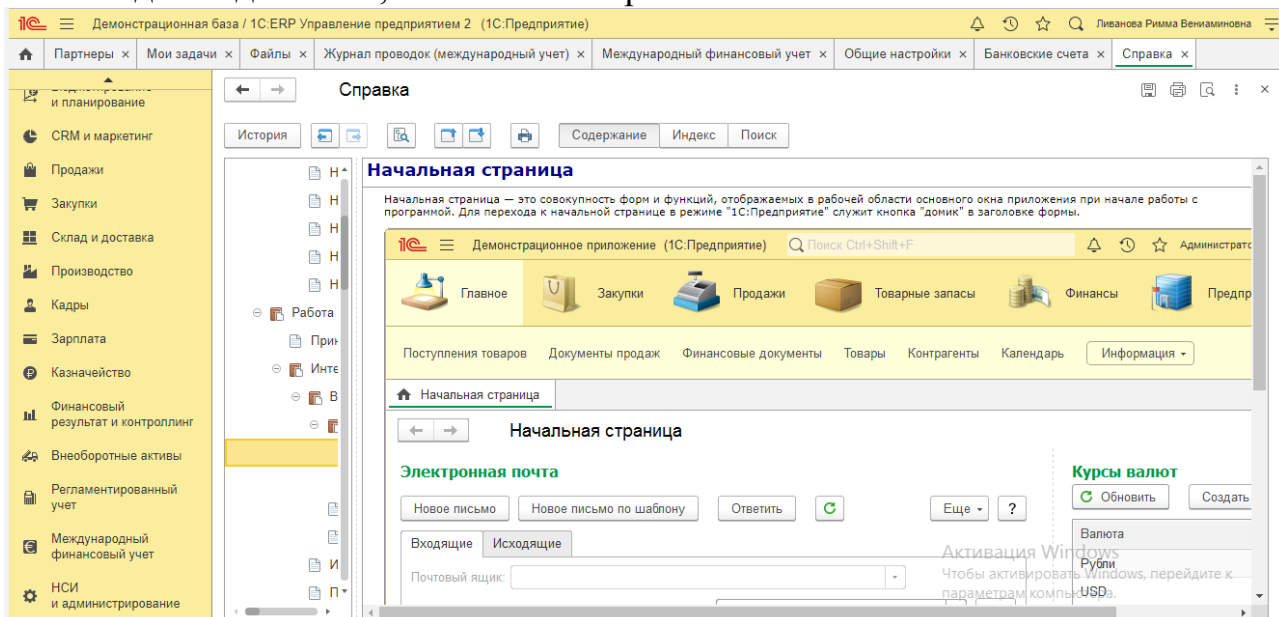 Демонстрационная база / 1С:ERP Управление предприятием 2 (1С:Предприятие)
Ливанова Римма Вениаминовна
Партнеры × Мои задачи × Файлы × Журнал проводок (международный учет) × Международный финансовый учет × Общие настройки × Банковские счета × Справка ×
и планирование
CRM и маркетинг
Продажи
Закупки
Склад и доставка
Производство
Кадры
Зарплата
Казначейство
Финансовый
результат и контроллинг
Внеоборотные активы
Регламентированный
учет
Международный
финансовый учет
НСИ
и администрирование
Справка
История
Содержание Индекс Поиск
Н
Н
Н
Н
Н
Работа
При
Инте
В
И
П
Начальная страница
Начальная страница — это совокупность форм и функций, отображаемых в рабочей области основного окна приложения при начале работы с
программой. Для перехода к начальной странице в режиме "1С:Предприятие" служит кнопка "домик" в заголовке формы.
Демонстрационное приложение (1С:Предприятие) Поиск Ctrl+Shift+F Администрато
Главное Закупки Продажи Товарные запасы Финансы Предпр
Поступления товаров Документы продаж Финансовые документы Товары Контрагенты Календарь Информация
Начальная страница
Начальная страница
Электронная почта
Новое письмо Новое письмо по шаблону Ответить Еще ?
Входящие Исходящие
Почтовый ящик:
Курсы валют
Обновить Создать
Валюта
Рубли
USD
Активация Windows
Чтобы активировать Windows, перейдите к
параметрам компьютера.